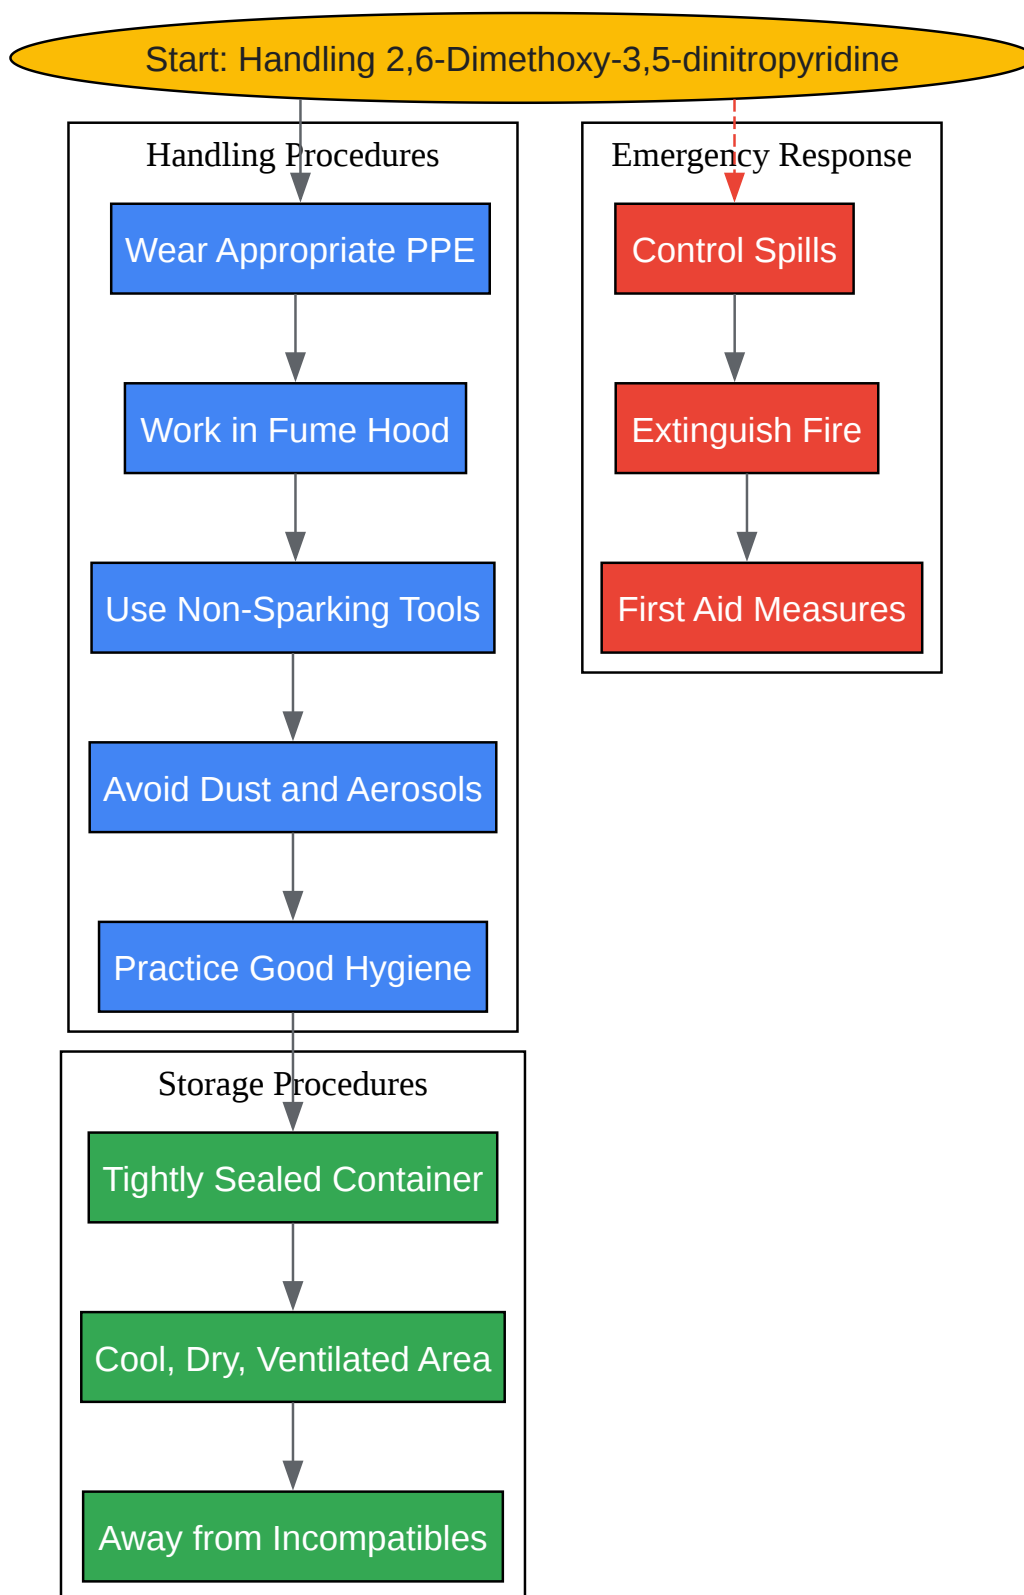 Start: Handling 2,6-Dimethoxy-3,5-dinitropyridine
Handling Procedures
Wear Appropriate PPE
Work in Fume Hood
Use Non-Sparking Tools
Avoid Dust and Aerosols
Practice Good Hygiene
Storage Procedures
Tightly Sealed Container
Cool, Dry, Ventilated Area
Away from Incompatibles
Emergency Response
Control Spills
Extinguish Fire
First Aid Measures